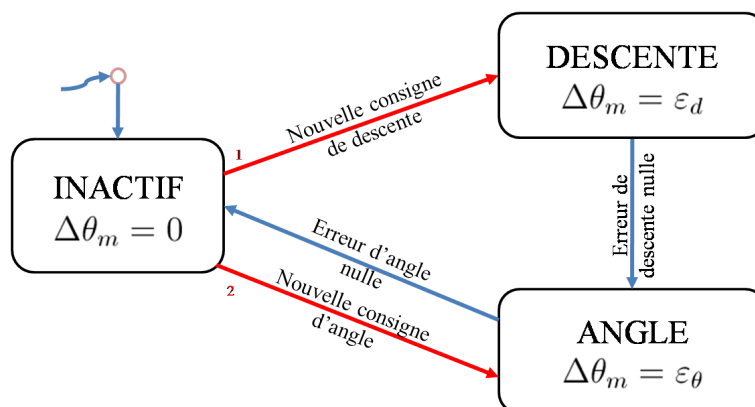 DESCENTE
Δθ_m = ε_d
1
Nouvelle consigne
de descente
INACTIF
Δθ_m = 0
Erreur de
descente nulle
Erreur d'angle
nulle
2
Nouvelle consigne
d'angle
ANGLE
Δθ_m = ε_θ